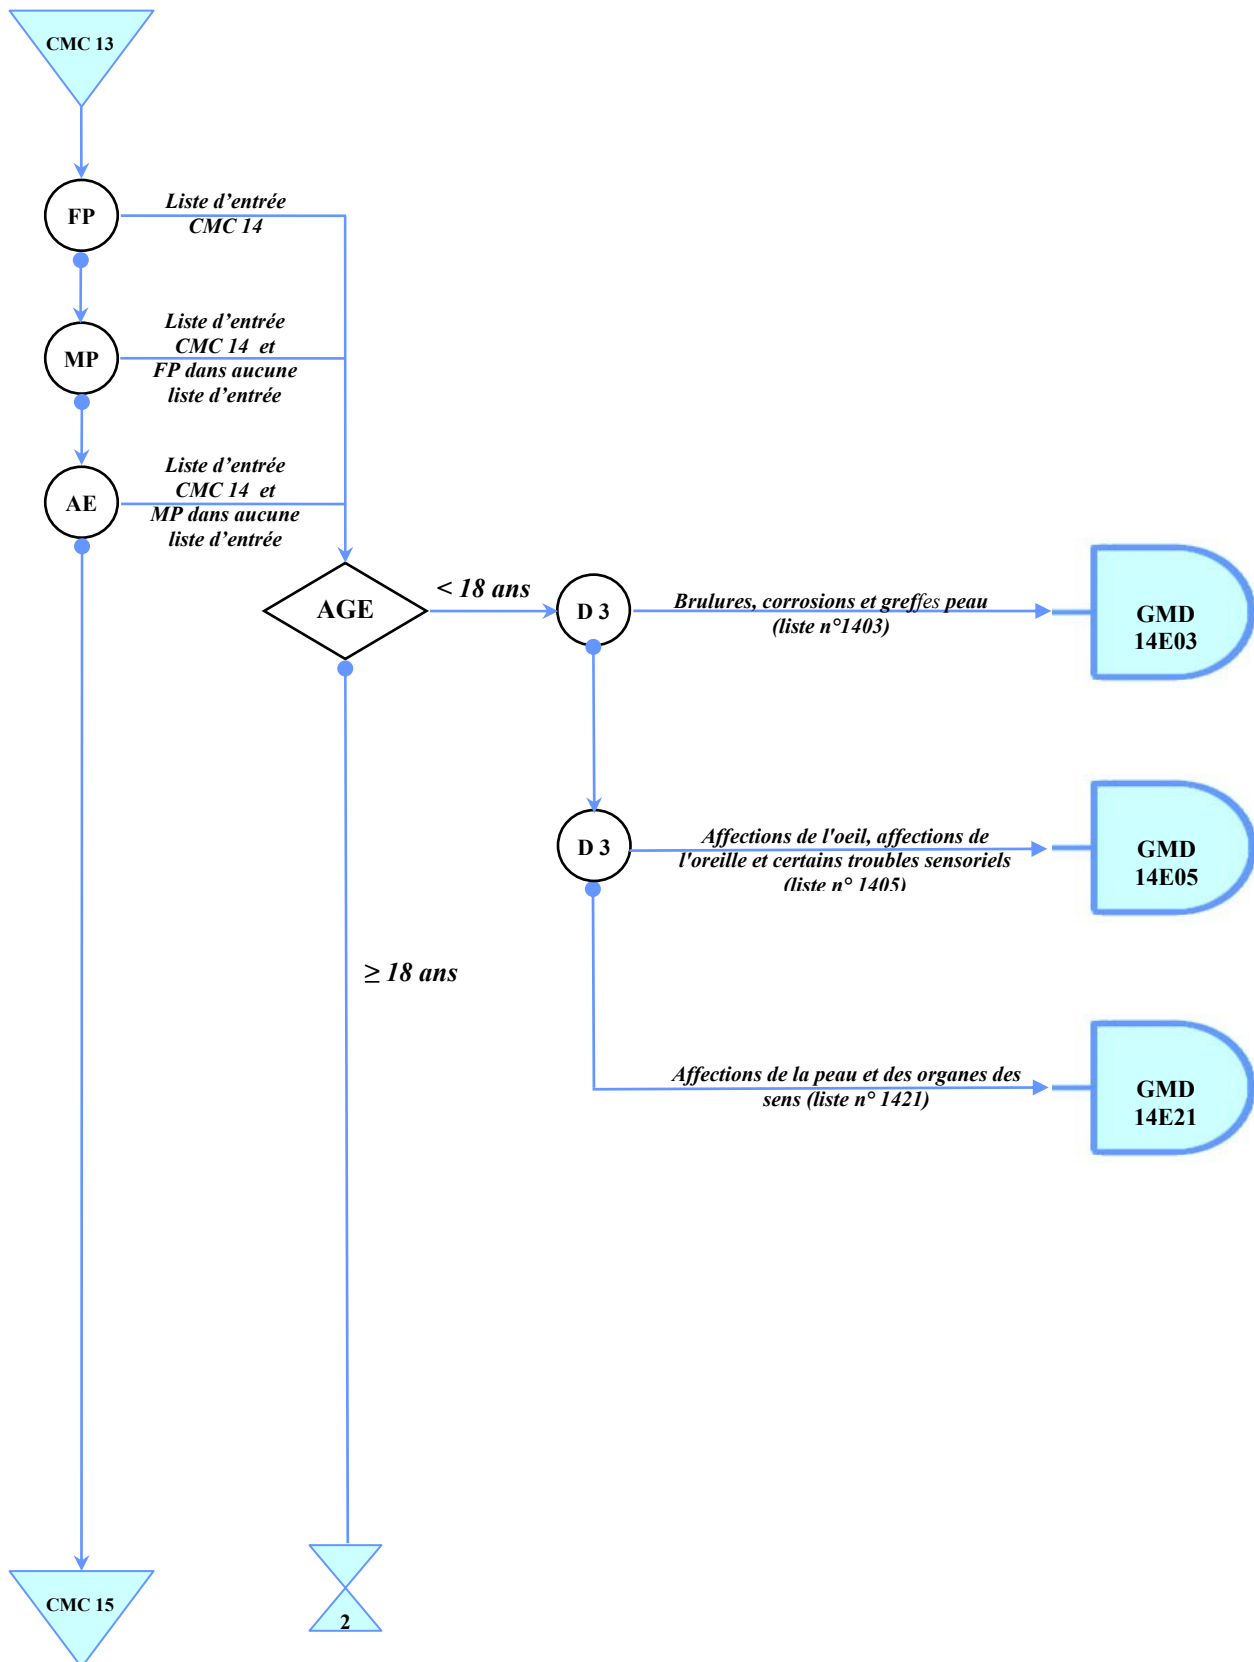 CMC 13
FP
Liste d'entrée
CMC 14
MP
Liste d'entrée
CMC 14 et
FP dans aucune
liste d'entrée
AE
Liste d'entrée
CMC 14 et
MP dans aucune
liste d'entrée
AGE
< 18 ans
D 3
Brulures, corrosions et greffes peau
(liste n°1403)
GMD
14E03
D 3
Affections de l'oeil, affections de
l'oreille et certains troubles sensoriels
(liste n° 1405)
GMD
14E05
≥ 18 ans
Affections de la peau et des organes des
sens (liste n° 1421)
GMD
14E21
CMC 15
2